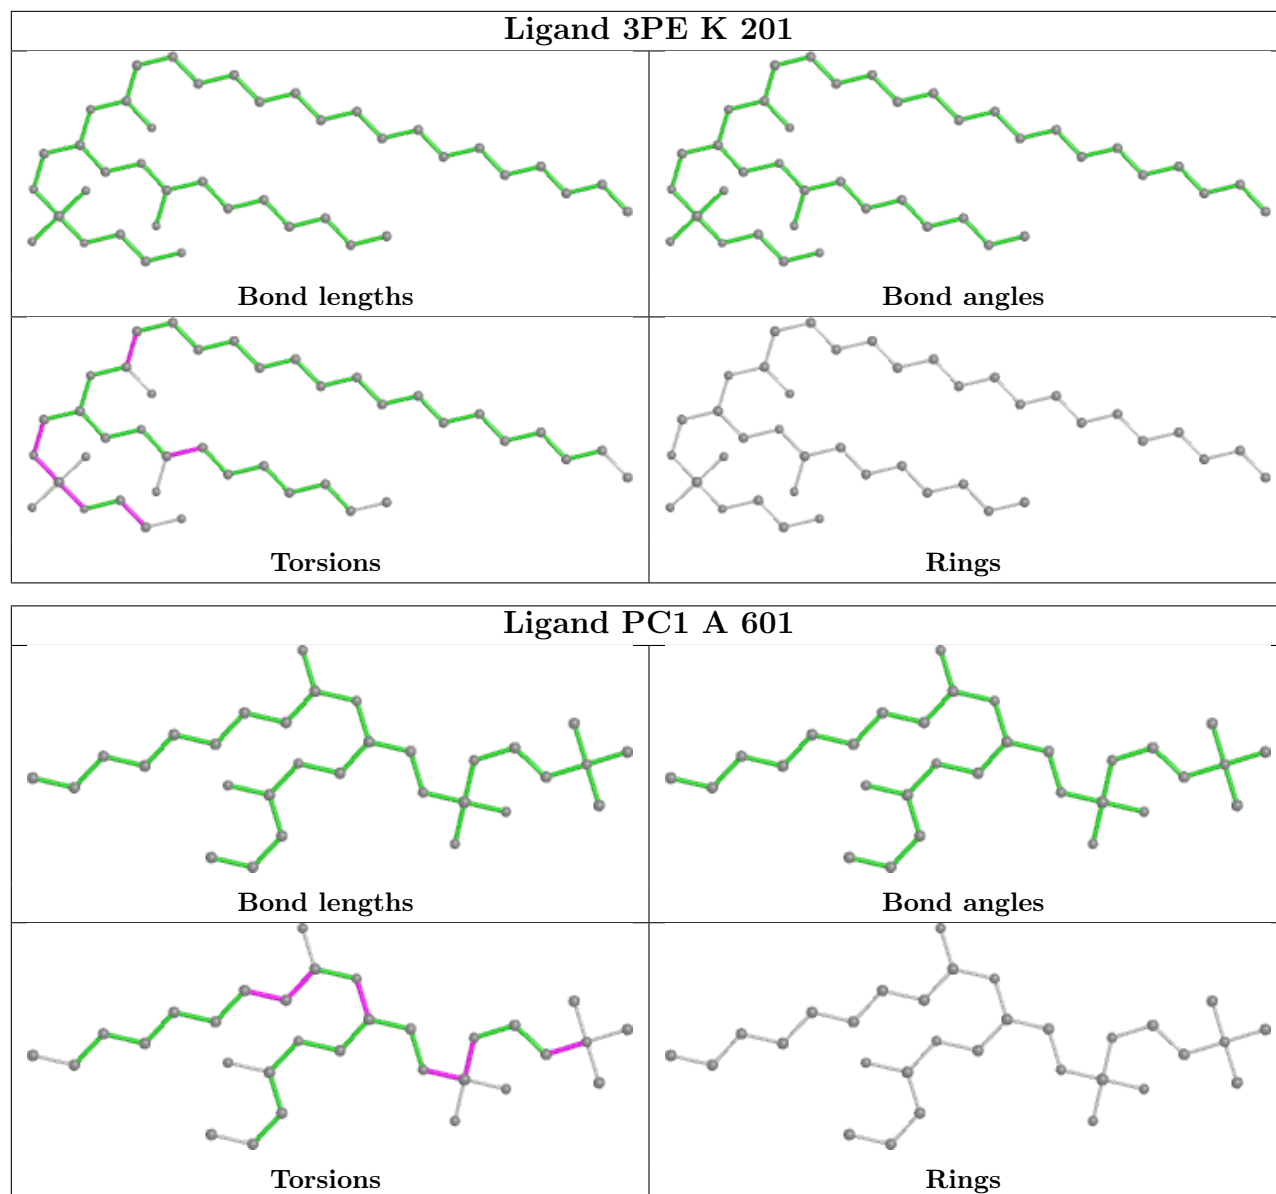 Ligand 3PE K 201
Bond lengths
Bond angles
Torsions
Rings
Ligand PC1 A 601
Bond lengths
Bond angles
Torsions
Rings